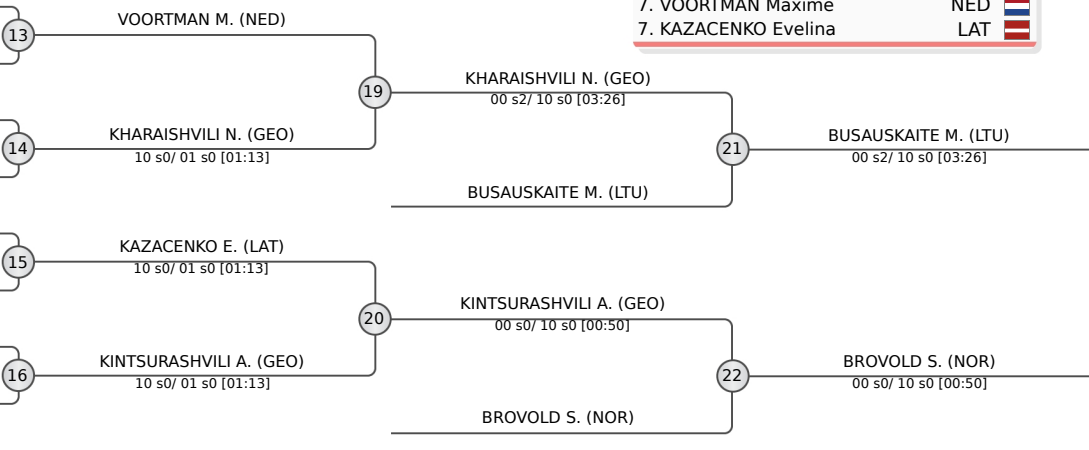 7. VOORTMAN Maxime NED
7. KAZACENKO Evelina LAT
VOORTMAN M. (NED)
13
19
KHARAISHVILI N. (GEO)
00 s2/ 10 s0 [03:26]
KHARAISHVILI N. (GEO)
14
10 s0/ 01 s0 [01:13]
21
BUSAUSKAITE M. (LTU)
00 s2/ 10 s0 [03:26]
BUSAUSKAITE M. (LTU)
KAZACENKO E. (LAT)
15
10 s0/ 01 s0 [01:13]
20
KINTSURASHVILI A. (GEO)
00 s0/ 10 s0 [00:50]
KINTSURASHVILI A. (GEO)
16
10 s0/ 01 s0 [01:13]
22
BROVOLD S. (NOR)
00 s0/ 10 s0 [00:50]
BROVOLD S. (NOR)